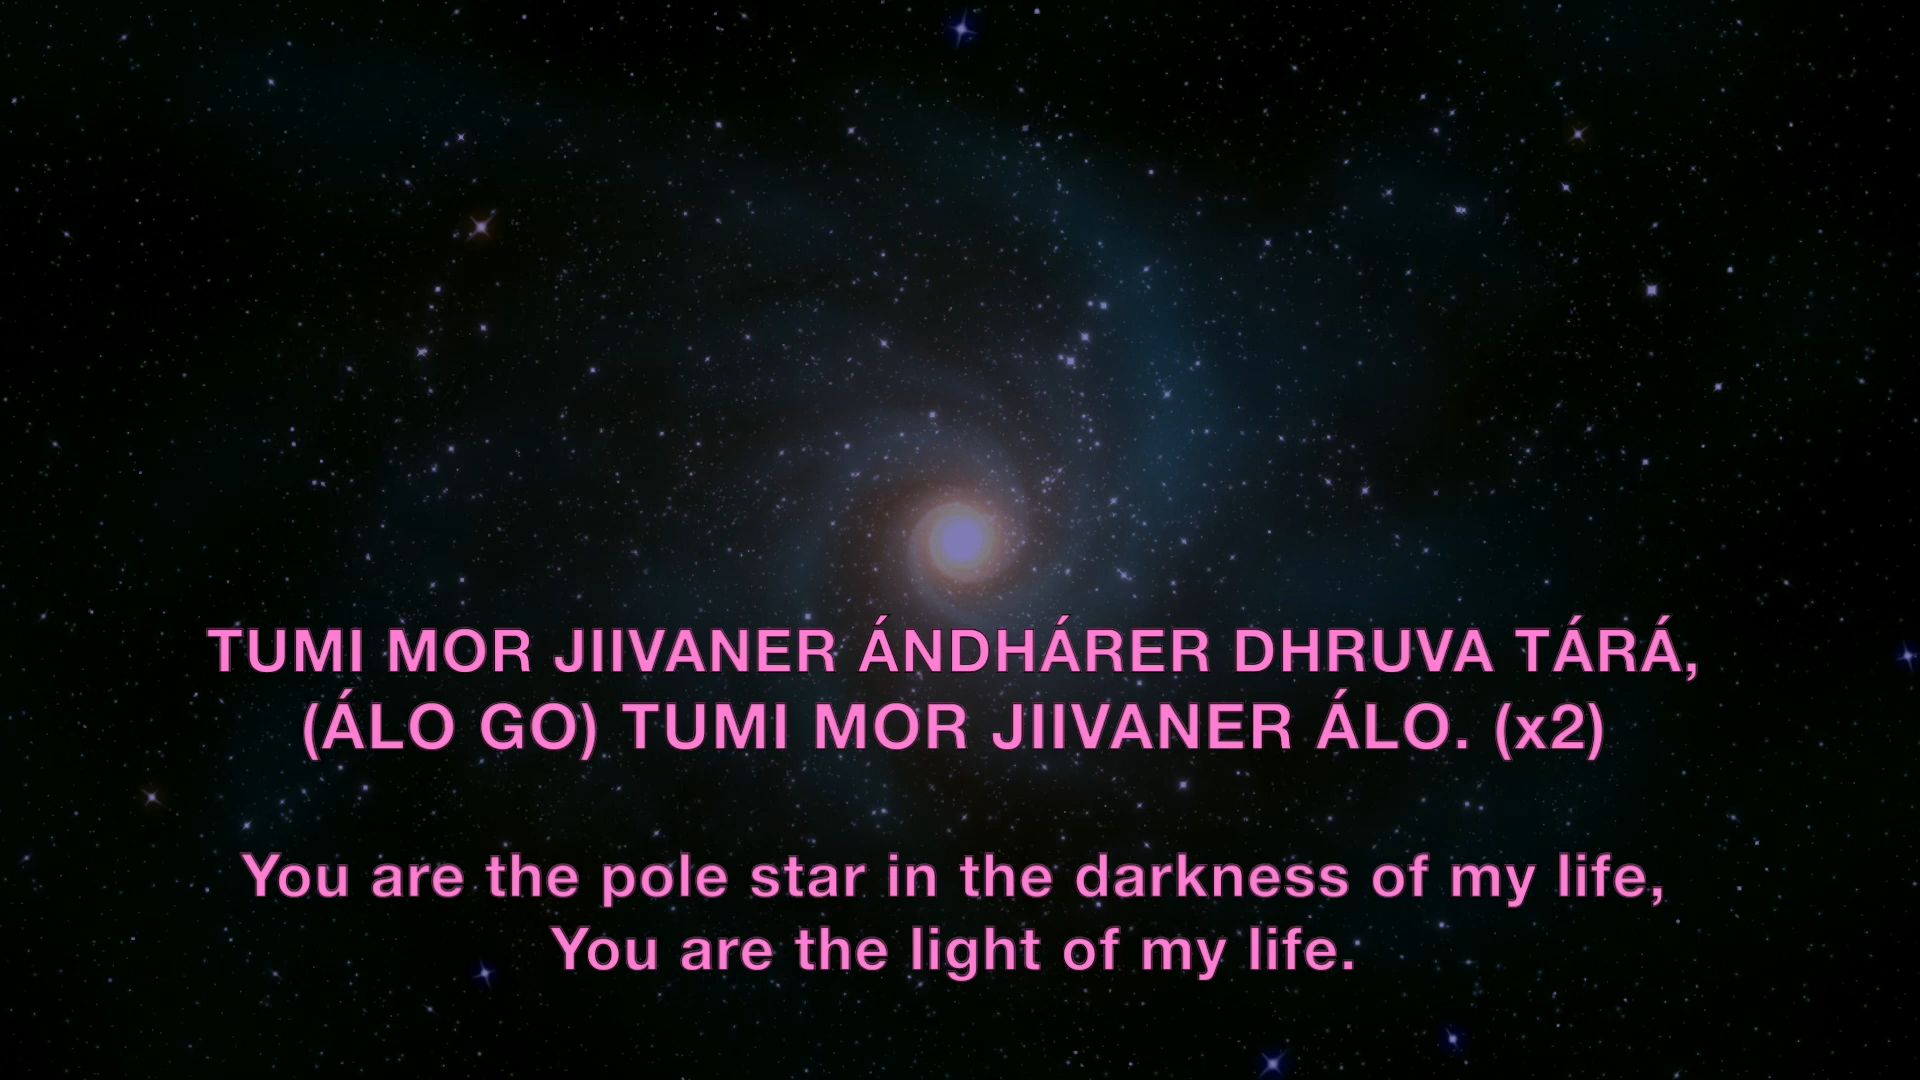 TUMI MOR JIIVANER ÁNDHÁRER DHRUVA TÁRÁ,
(ÁLO GO) TUMI MOR JIIVANER ÁLO. (x2)
You are the pole star in the darkness of my life,
You are the light of my life.